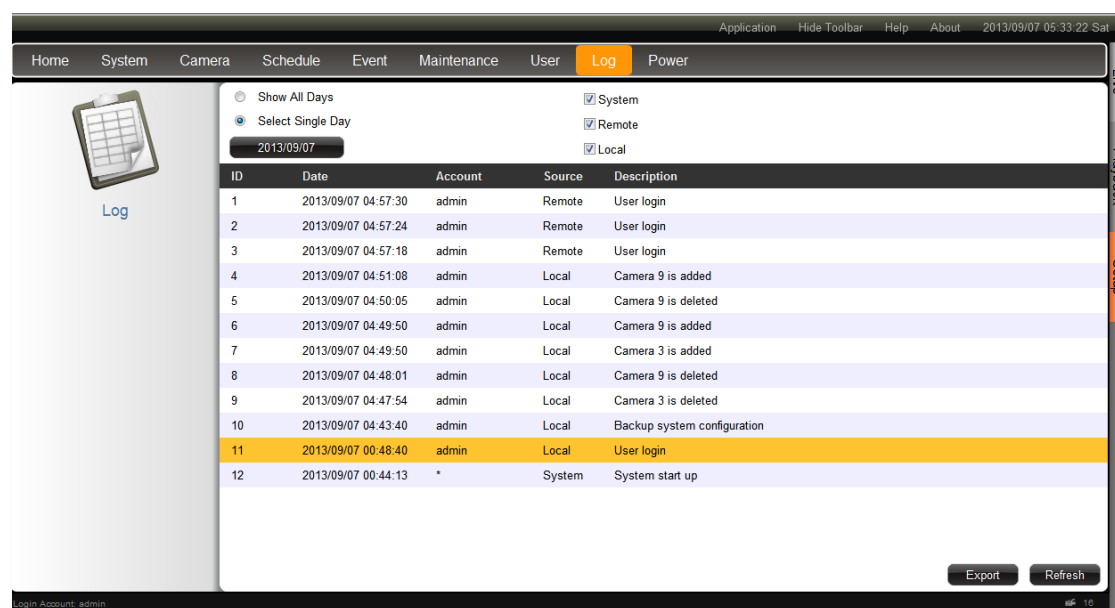 Application Hide Toolbar Help About 2013/09/07 05:33:22 Sat
Home System Camera Schedule Event Maintenance User Log Power
Show All Days
System
Select Single Day
Remote
2013/09/07
Local
Log
ID Date Account Source Description
1 2013/09/07 04:57:30 admin Remote User login
2 2013/09/07 04:57:24 admin Remote User login
3 2013/09/07 04:57:18 admin Remote User login
4 2013/09/07 04:51:08 admin Local Camera 9 is added
5 2013/09/07 04:50:05 admin Local Camera 9 is deleted
6 2013/09/07 04:49:50 admin Local Camera 9 is added
7 2013/09/07 04:49:50 admin Local Camera 3 is added
8 2013/09/07 04:48:01 admin Local Camera 9 is deleted
9 2013/09/07 04:47:54 admin Local Camera 3 is deleted
10 2013/09/07 04:43:40 admin Local Backup system configuration
11 2013/09/07 00:48:40 admin Local User login
12 2013/09/07 00:44:13 * System System start up
Export Refresh
Login Account: admin
16